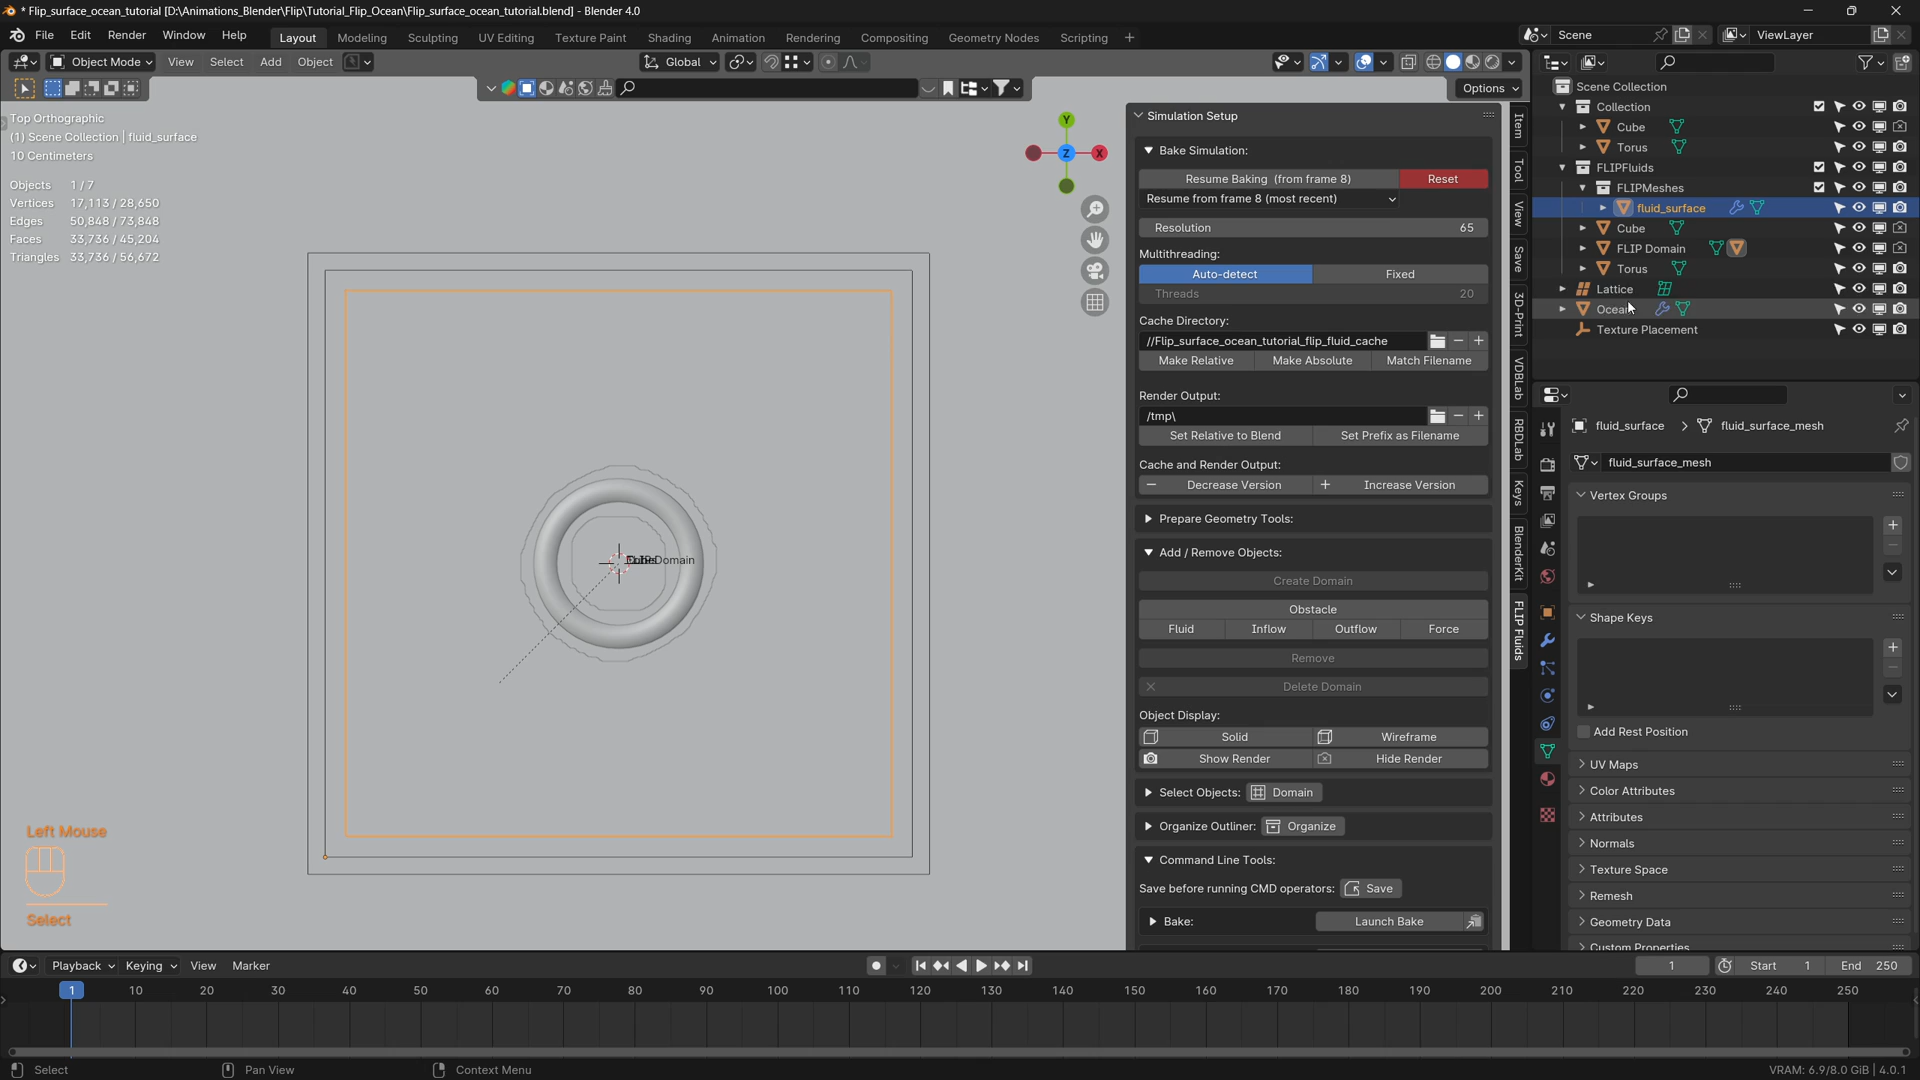 * Flip_surface_ocean_tutorial [D:\Animations_Blender\Flip\Tutorial_Flip_Ocean\Flip_surface_ocean_tutorial.blend] - Blender 4.0
File Edit Render Window Help Layout Modeling Sculpting UV Editing Texture Paint Shading Animation Rendering Compositing Geometry Nodes Scripting + Scene ViewLayer
Object Mode View Select Add Object Global
Options
Top Orthographic
(1) Scene Collection | fluid_surface
10 Centimeters
Objects 1/7
Vertices 17,113 / 28,650
Edges 50,848 / 73,848
Faces 33,736 / 45,204
Triangles 33,736 / 56,672
Y
Z X
Domain
Left Mouse
Select
Simulation Setup
Bake Simulation:
Resume Baking (from frame 8) Reset
Resume from frame 8 (most recent)
Resolution 65
Multithreading:
Auto-detect Fixed
Threads 20
Cache Directory:
//Flip_surface_ocean_tutorial_flip_fluid_cache
Make Relative Make Absolute Match Filename
Render Output:
/tmp\
Set Relative to Blend Set Prefix as Filename
Cache and Render Output:
Decrease Version Increase Version
Prepare Geometry Tools:
Add / Remove Objects:
Create Domain
Obstacle
Fluid Inflow Outflow Force
Remove
Delete Domain
Object Display:
Solid Wireframe
Show Render Hide Render
Select Objects: Domain
Organize Outliner: Organize
Command Line Tools:
Save before running CMD operators: Save
Bake: Launch Bake
Item
Tool
View
Save
3D-Print
VDBLab
RBDLab
Keys
BlenderKit
FLIP Fluids
Scene Collection
Collection
Cube
Torus
FLIPFluids
FLIPMeshes
fluid_surface
Cube
FLIP Domain
Torus
Lattice
Ocean
Texture Placement
fluid_surface > fluid_surface_mesh
fluid_surface_mesh
Vertex Groups
Shape Keys
Add Rest Position
UV Maps
Color Attributes
Attributes
Normals
Texture Space
Remesh
Geometry Data
Custom Properties
Playback Keying View Marker 1 Start 1 End 250
1 10 20 30 40 50 60 70 80 90 100 110 120 130 140 150 160 170 180 190 200 210 220 230 240 250
Select Pan View Context Menu VRAM: 6.9/8.0 GiB | 4.0.1